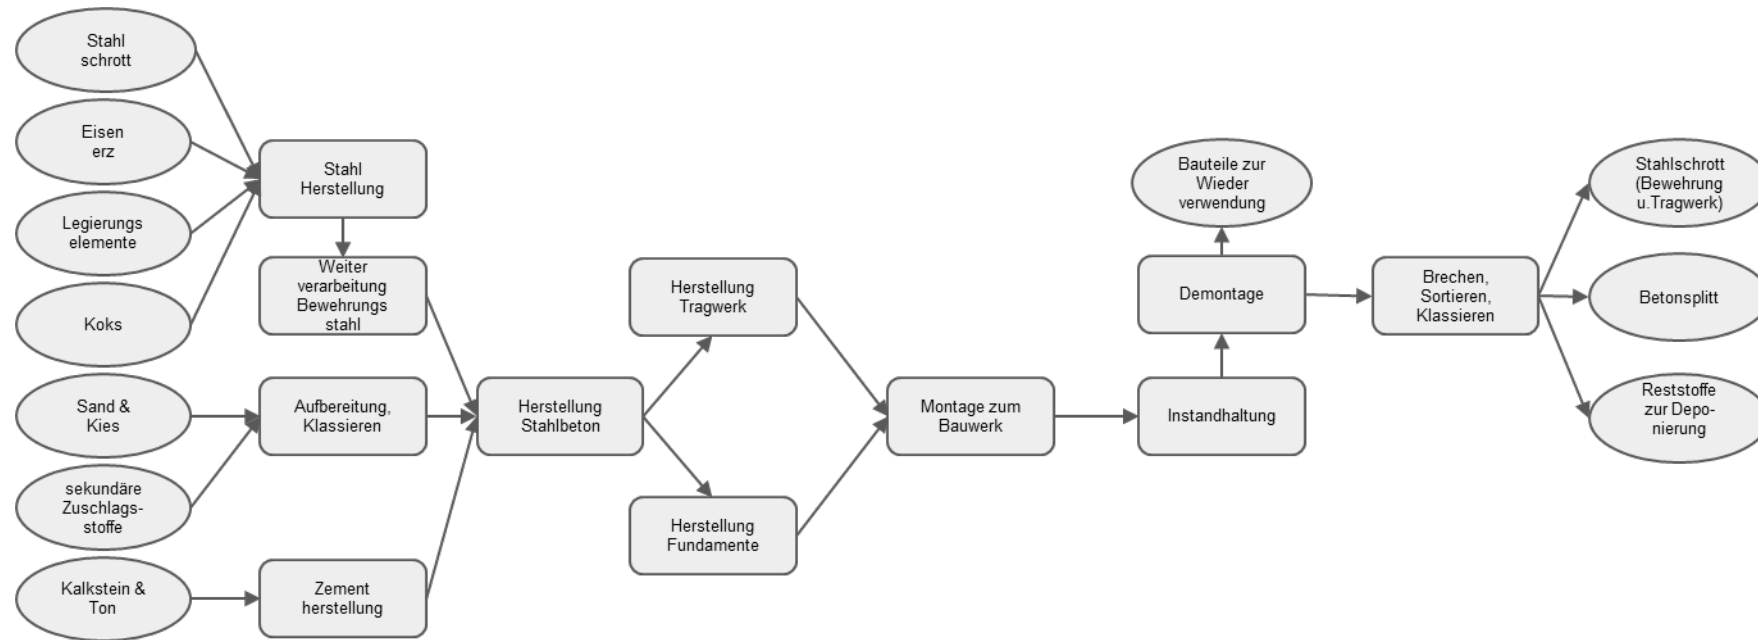 Stahl
schrott
Eisen
erz
Legierungs
elemente
Koks
Sand &
Kies
sekundäre
Zuschlags-
stoffe
Kalkstein &
Ton
Stahl
Herstellung
Weiter
verarbeitung
Bewehrungs
stahl
Aufbereitung,
Klassieren
Zement
herstellung
Herstellung
Stahlbeton
Herstellung
Tragwerk
Herstellung
Fundamente
Montage zum
Bauwerk
Bauteile zur
Wieder
verwendung
Demontage
Instandhaltung
Brechen,
Sortieren,
Klassieren
Stahlschrott
(Bewehrung
u.Tragwerk)
Betonsplitt
Reststoffe
zur Depo-
nierung